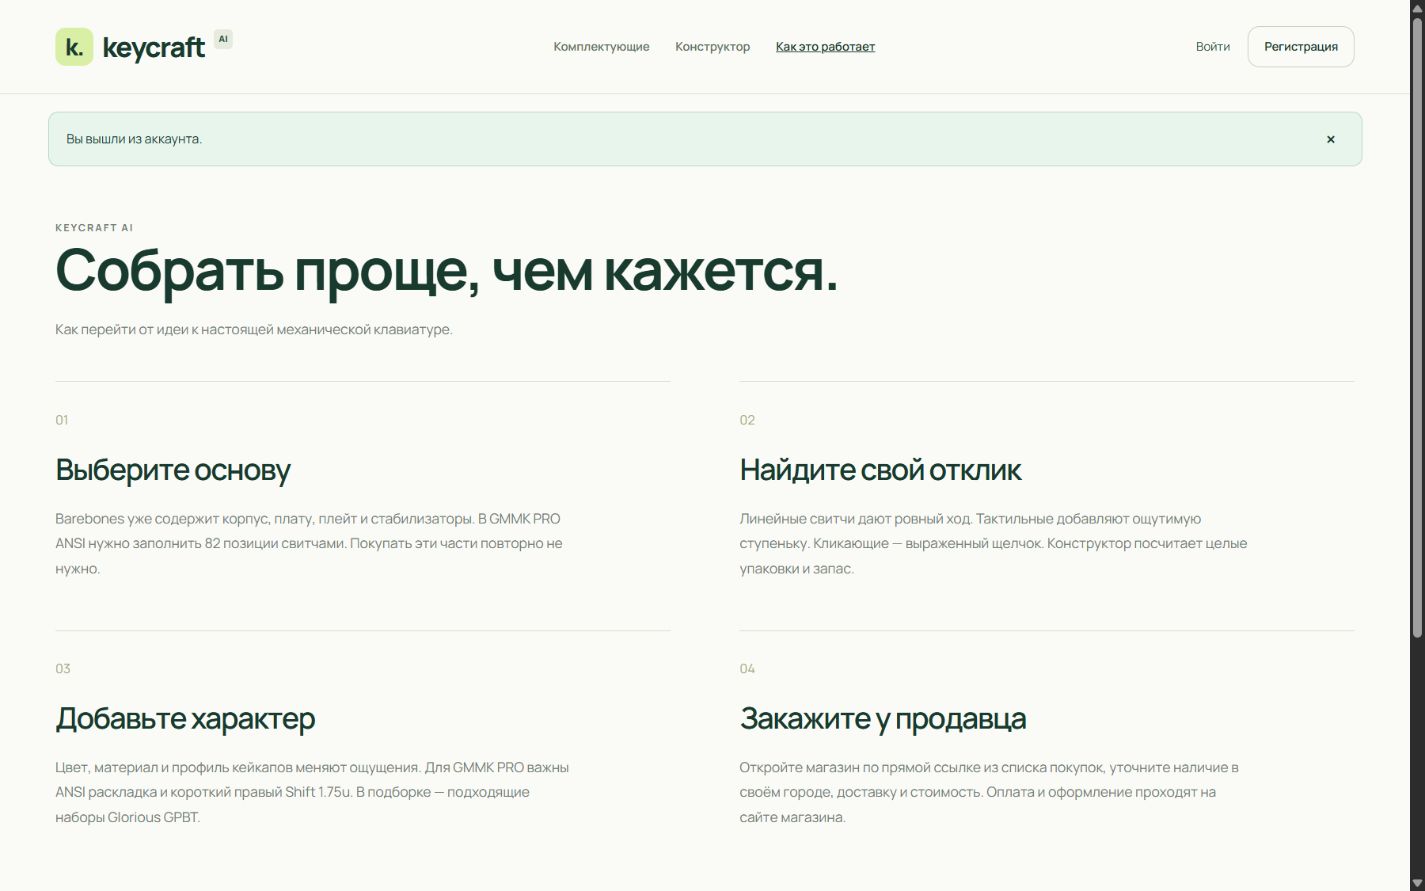 k. keycraft AI
Комплектующие Конструктор Как это работает
Войти Регистрация
Вы вышли из аккаунта. ×
KEYCRAFT AI
Собрать проще, чем кажется.
Как перейти от идеи к настоящей механической клавиатуре.
01
Выберите основу
Barebones уже содержит корпус, плату, плейт и стабилизаторы. В GMMK PRO
ANSI нужно заполнить 82 позиции свитчами. Покупать эти части повторно не
нужно.
02
Найдите свой отклик
Линейные свитчи дают ровный ход. Тактильные добавляют ощутимую
ступеньку. Кликающие — выраженный щелчок. Конструктор посчитает целые
упаковки и запас.
03
Добавьте характер
Цвет, материал и профиль кейкапов меняют ощущения. Для GMMK PRO важны
ANSI раскладка и короткий правый Shift 1.75u. В подборке — подходящие
наборы Glorious GPBT.
04
Закажите у продавца
Откройте магазин по прямой ссылке из списка покупок, уточните наличие в
своём городе, доставку и стоимость. Оплата и оформление проходят на
сайте магазина.